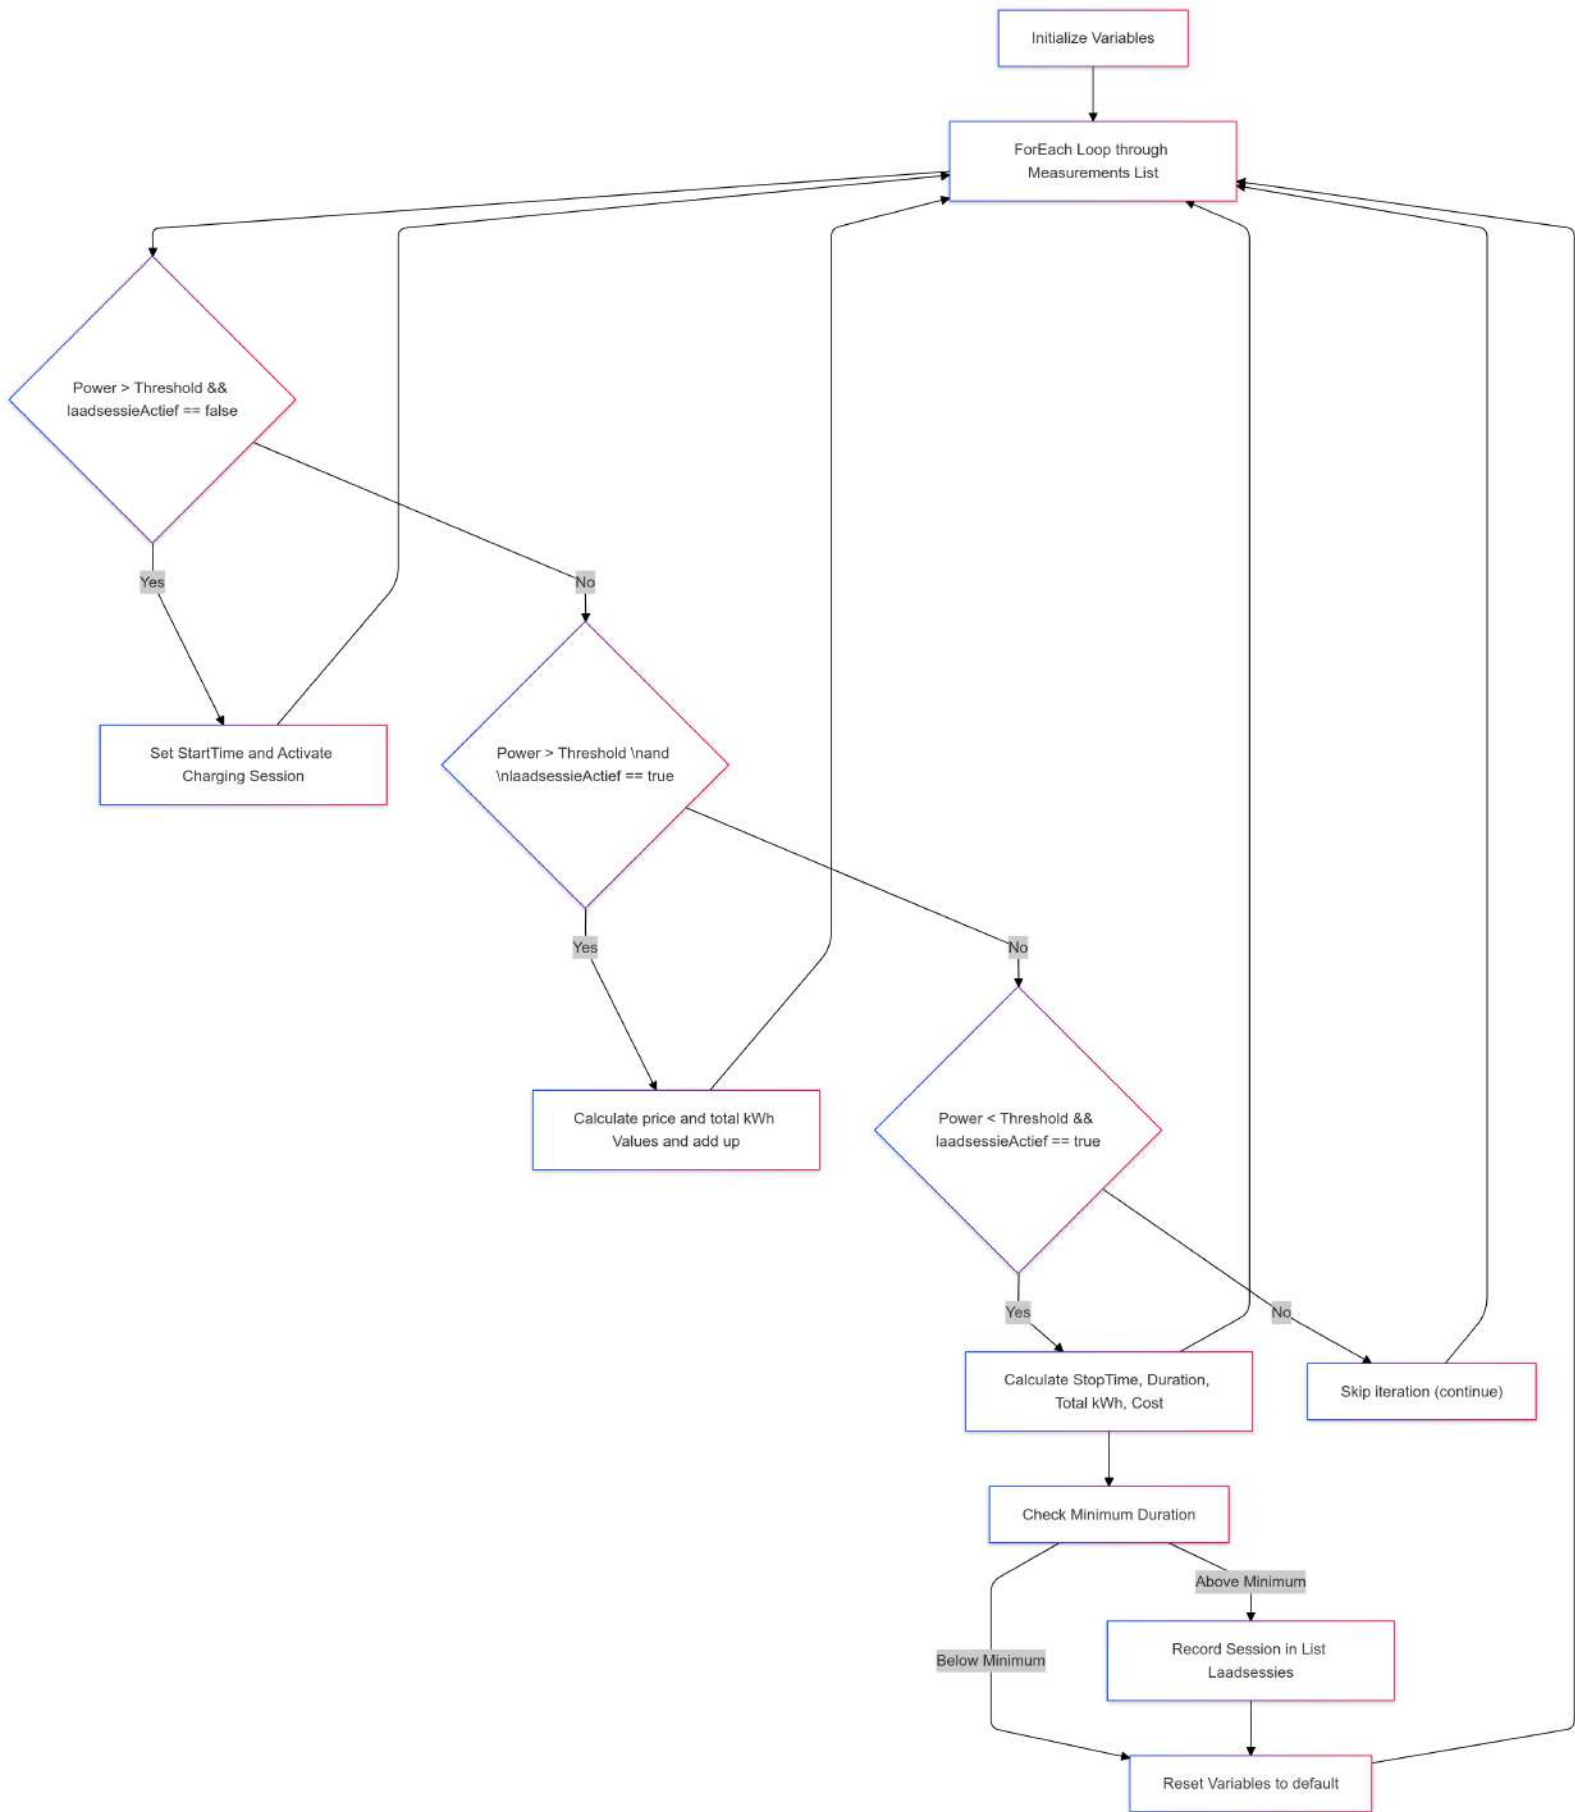 Initialize Variables
ForEach Loop through
Measurements List
Power > Threshold &&
laadsessieActief == false
Yes
No
Set StartTime and Activate
Charging Session
Power > Threshold \nand
\nlaadsessieActief == true
Yes
No
Calculate price and total kWh
Values and add up
Power < Threshold &&
laadsessieActief == true
Yes
No
Calculate StopTime, Duration,
Total kWh, Cost
Skip iteration (continue)
Check Minimum Duration
Above Minimum
Below Minimum
Record Session in List
Laadsessies
Reset Variables to default